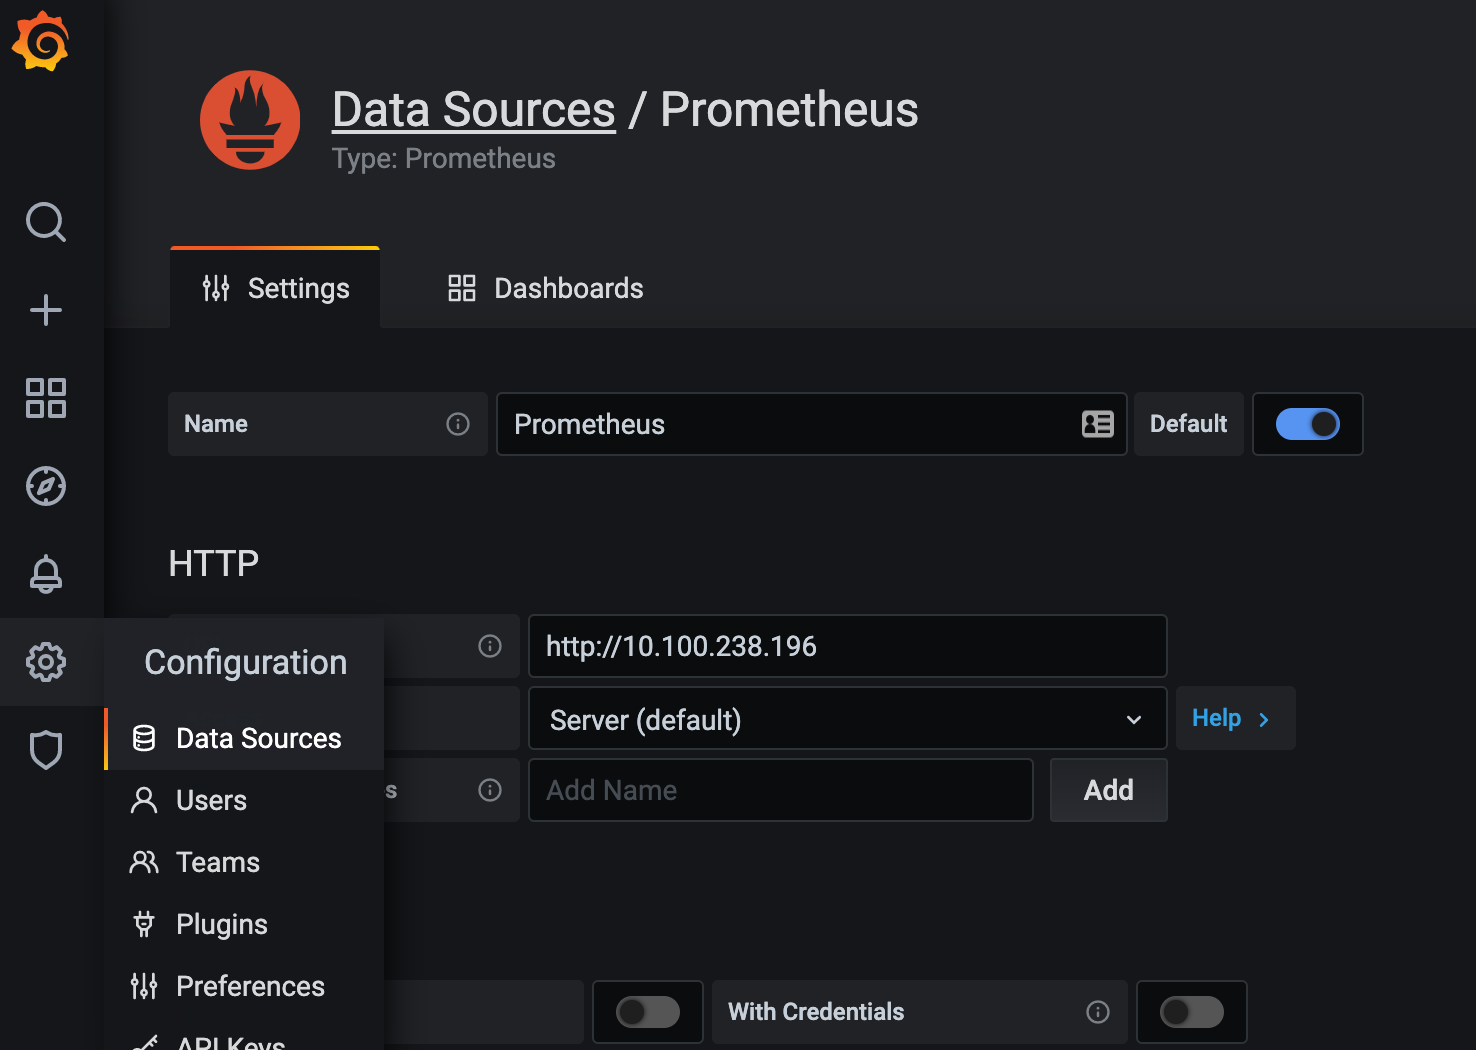 Data Sources / Prometheus
Type: Prometheus
Settings
Dashboards
Name
Prometheus
Default
HTTP
http://10.100.238.196
Configuration
Server (default)
Help
Data Sources
s
Add Name
Add
Users
Teams
Plugins
Preferences
With Credentials
API Keys